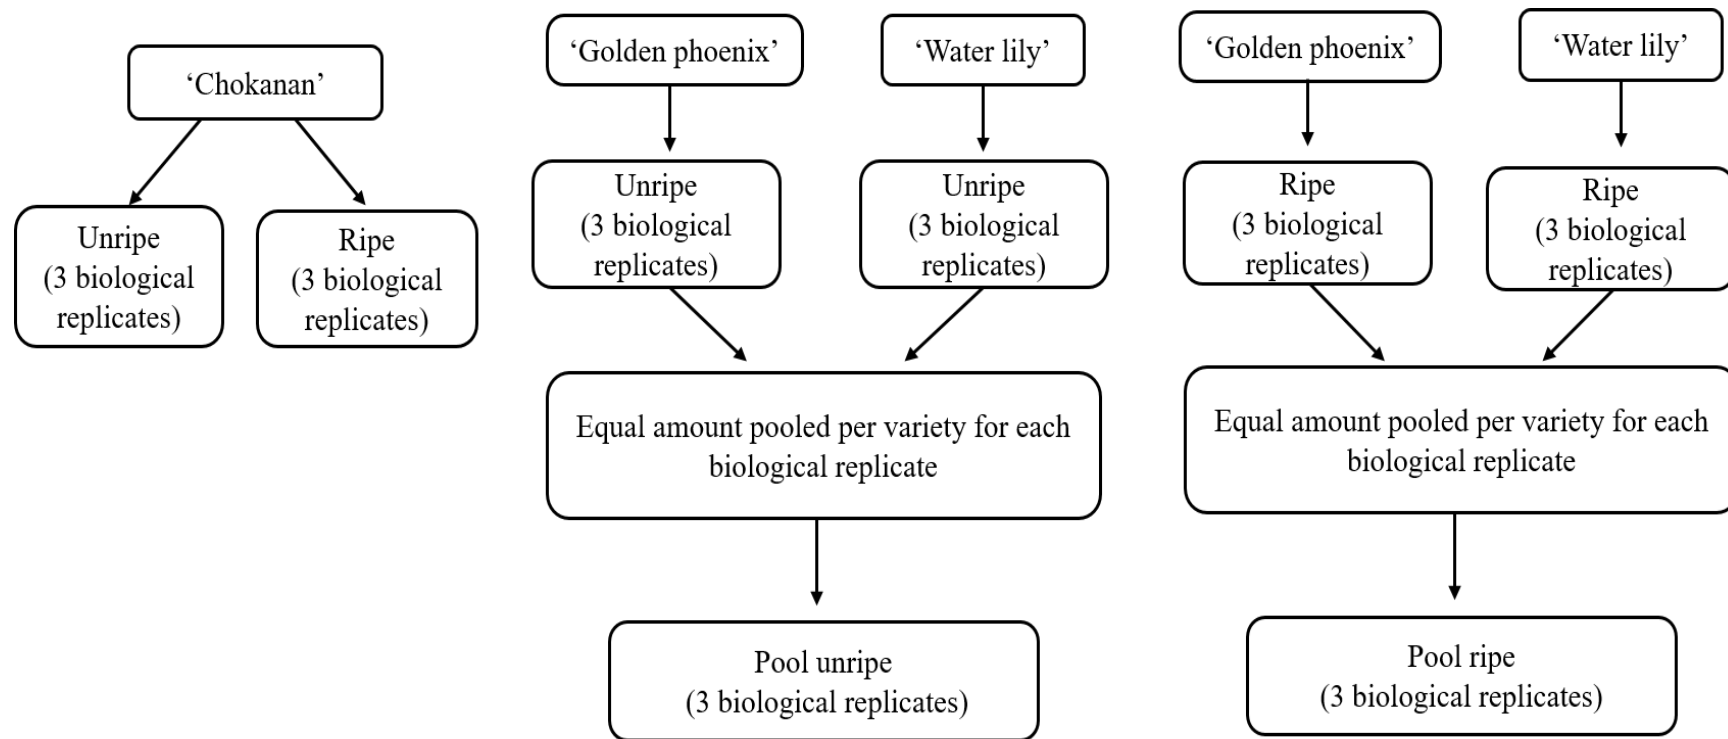 ‘Chokanan’
Unripe
(3 biological
replicates)
Ripe
(3 biological
replicates)
‘Golden phoenix’
‘Water lily’
Unripe
(3 biological
replicates)
Unripe
(3 biological
replicates)
Equal amount pooled per variety for each
biological replicate
Pool unripe
(3 biological replicates)
‘Golden phoenix’
‘Water lily’
Ripe
(3 biological
replicates)
Ripe
(3 biological
replicates)
Equal amount pooled per variety for each
biological replicate
Pool ripe
(3 biological replicates)